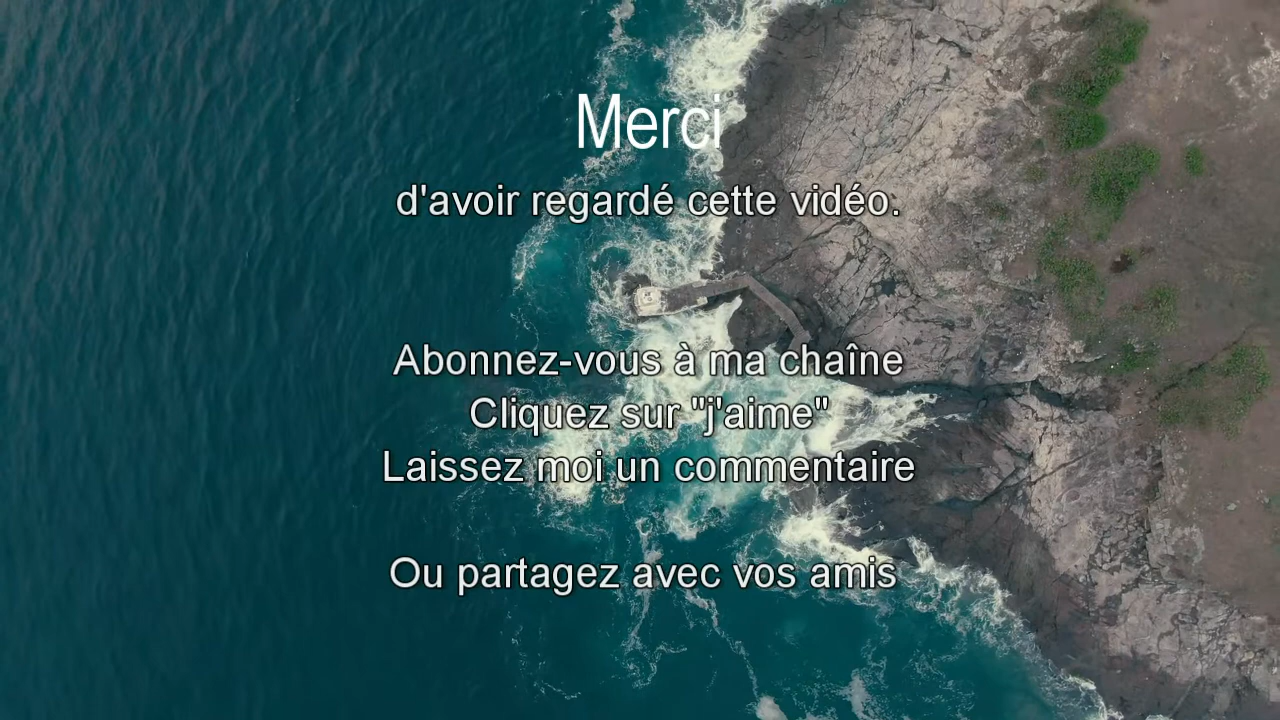 Merci
d'avoir regardé cette vidéo.
Abonnez-vous à ma chaîne
Cliquez sur "j'aime"
Laissez moi un commentaire
Ou partagez avec vos amis